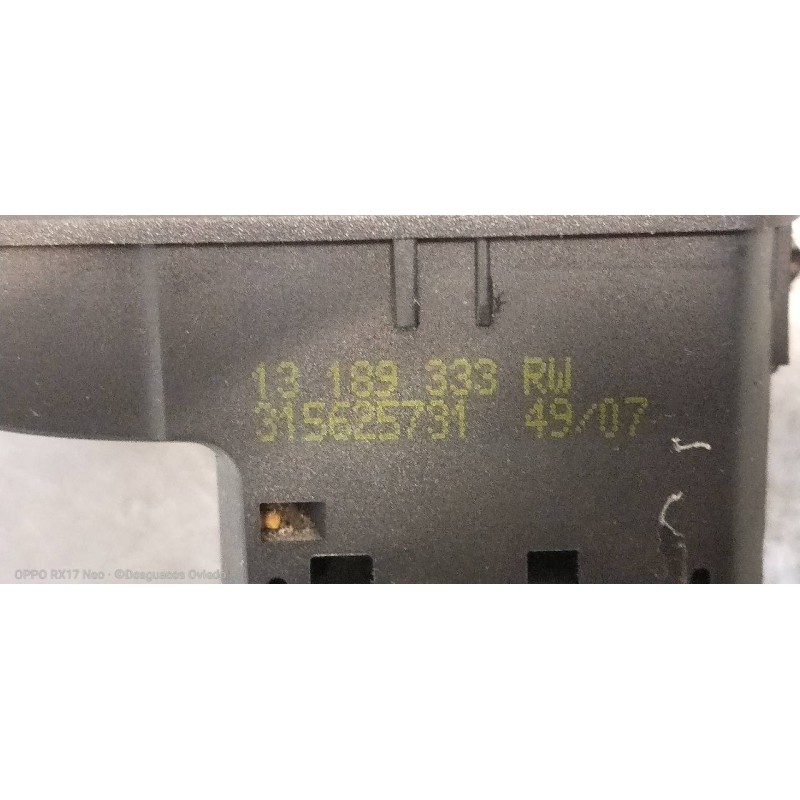 13 189 333 RW
315625731 49/07
OPPO RX17 Neo · ©Desguaces Oviedo